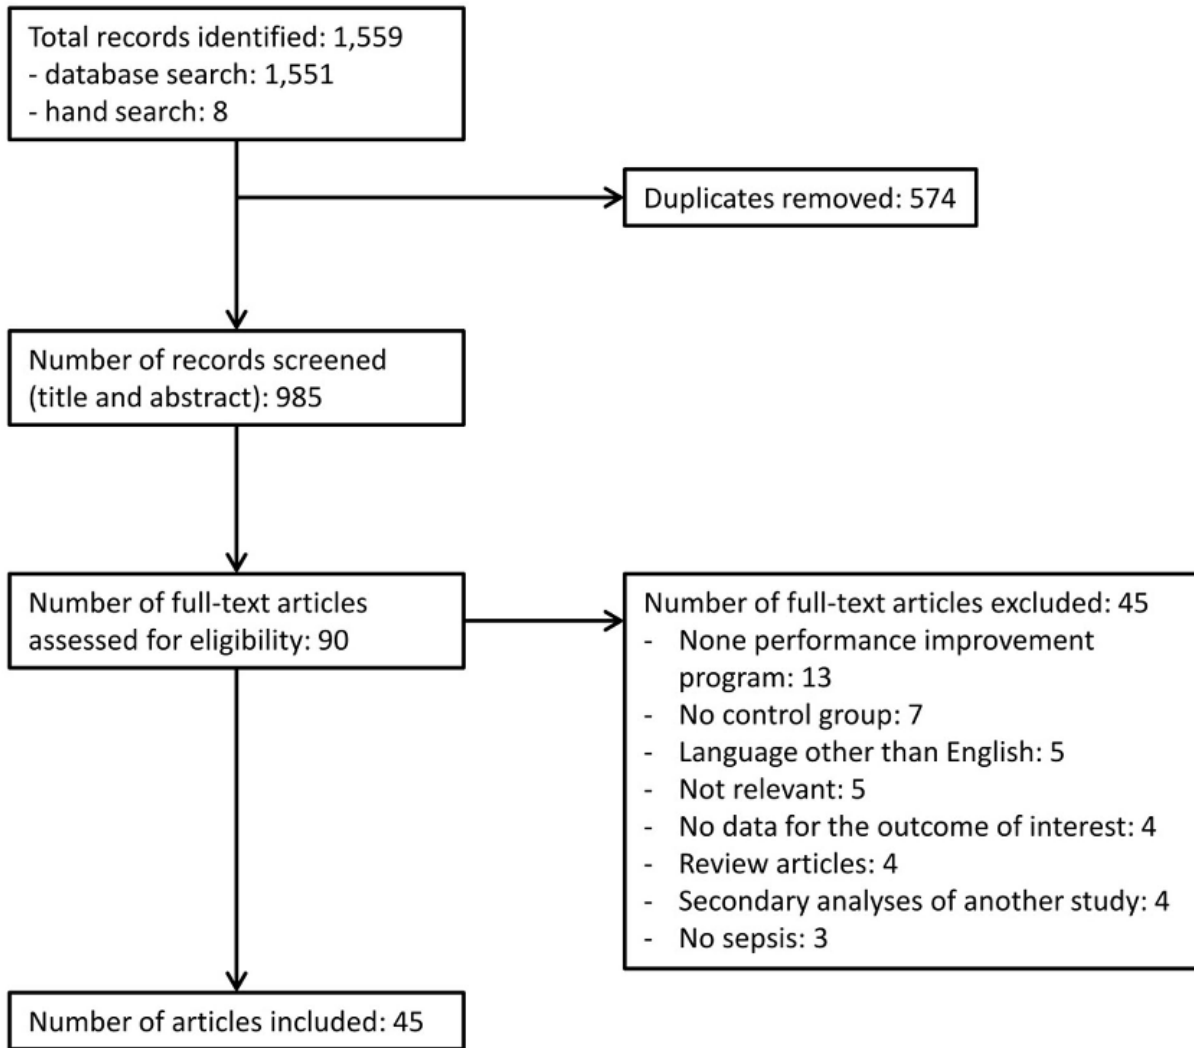 Total records identified: 1,559
- database search: 1,551
- hand search: 8
Duplicates removed: 574
Number of records screened
(title and abstract): 985
Number of full-text articles
assessed for eligibility: 90
Number of full-text articles excluded: 45
- None performance improvement
program: 13
- No control group: 7
- Language other than English: 5
- Not relevant: 5
- No data for the outcome of interest: 4
- Review articles: 4
- Secondary analyses of another study: 4
- No sepsis: 3
Number of articles included: 45